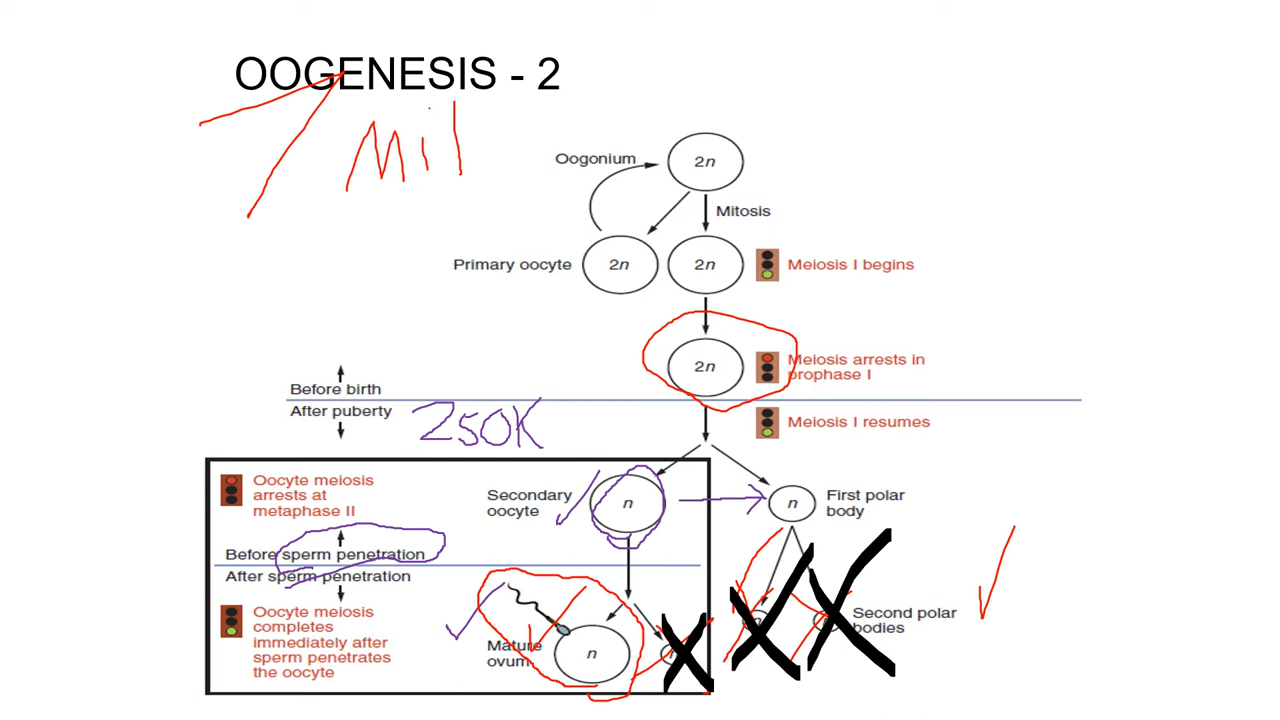 OOGENESIS - 2
Mil
Oogonium
2n
Mitosis
Primary oocyte
2n
2n
Meiosis I begins
2n
Meiosis arrests in
prophase I
Before birth
After puberty
250K
Meiosis I resumes
Oocyte meiosis
arrests at
metaphase II
Secondary
oocyte
n
n
First polar
body
Before sperm penetration
After sperm penetration
Oocyte meiosis
completes
immediately after
sperm penetrates
the oocyte
Mature
ovum
n
n
Second polar
bodies